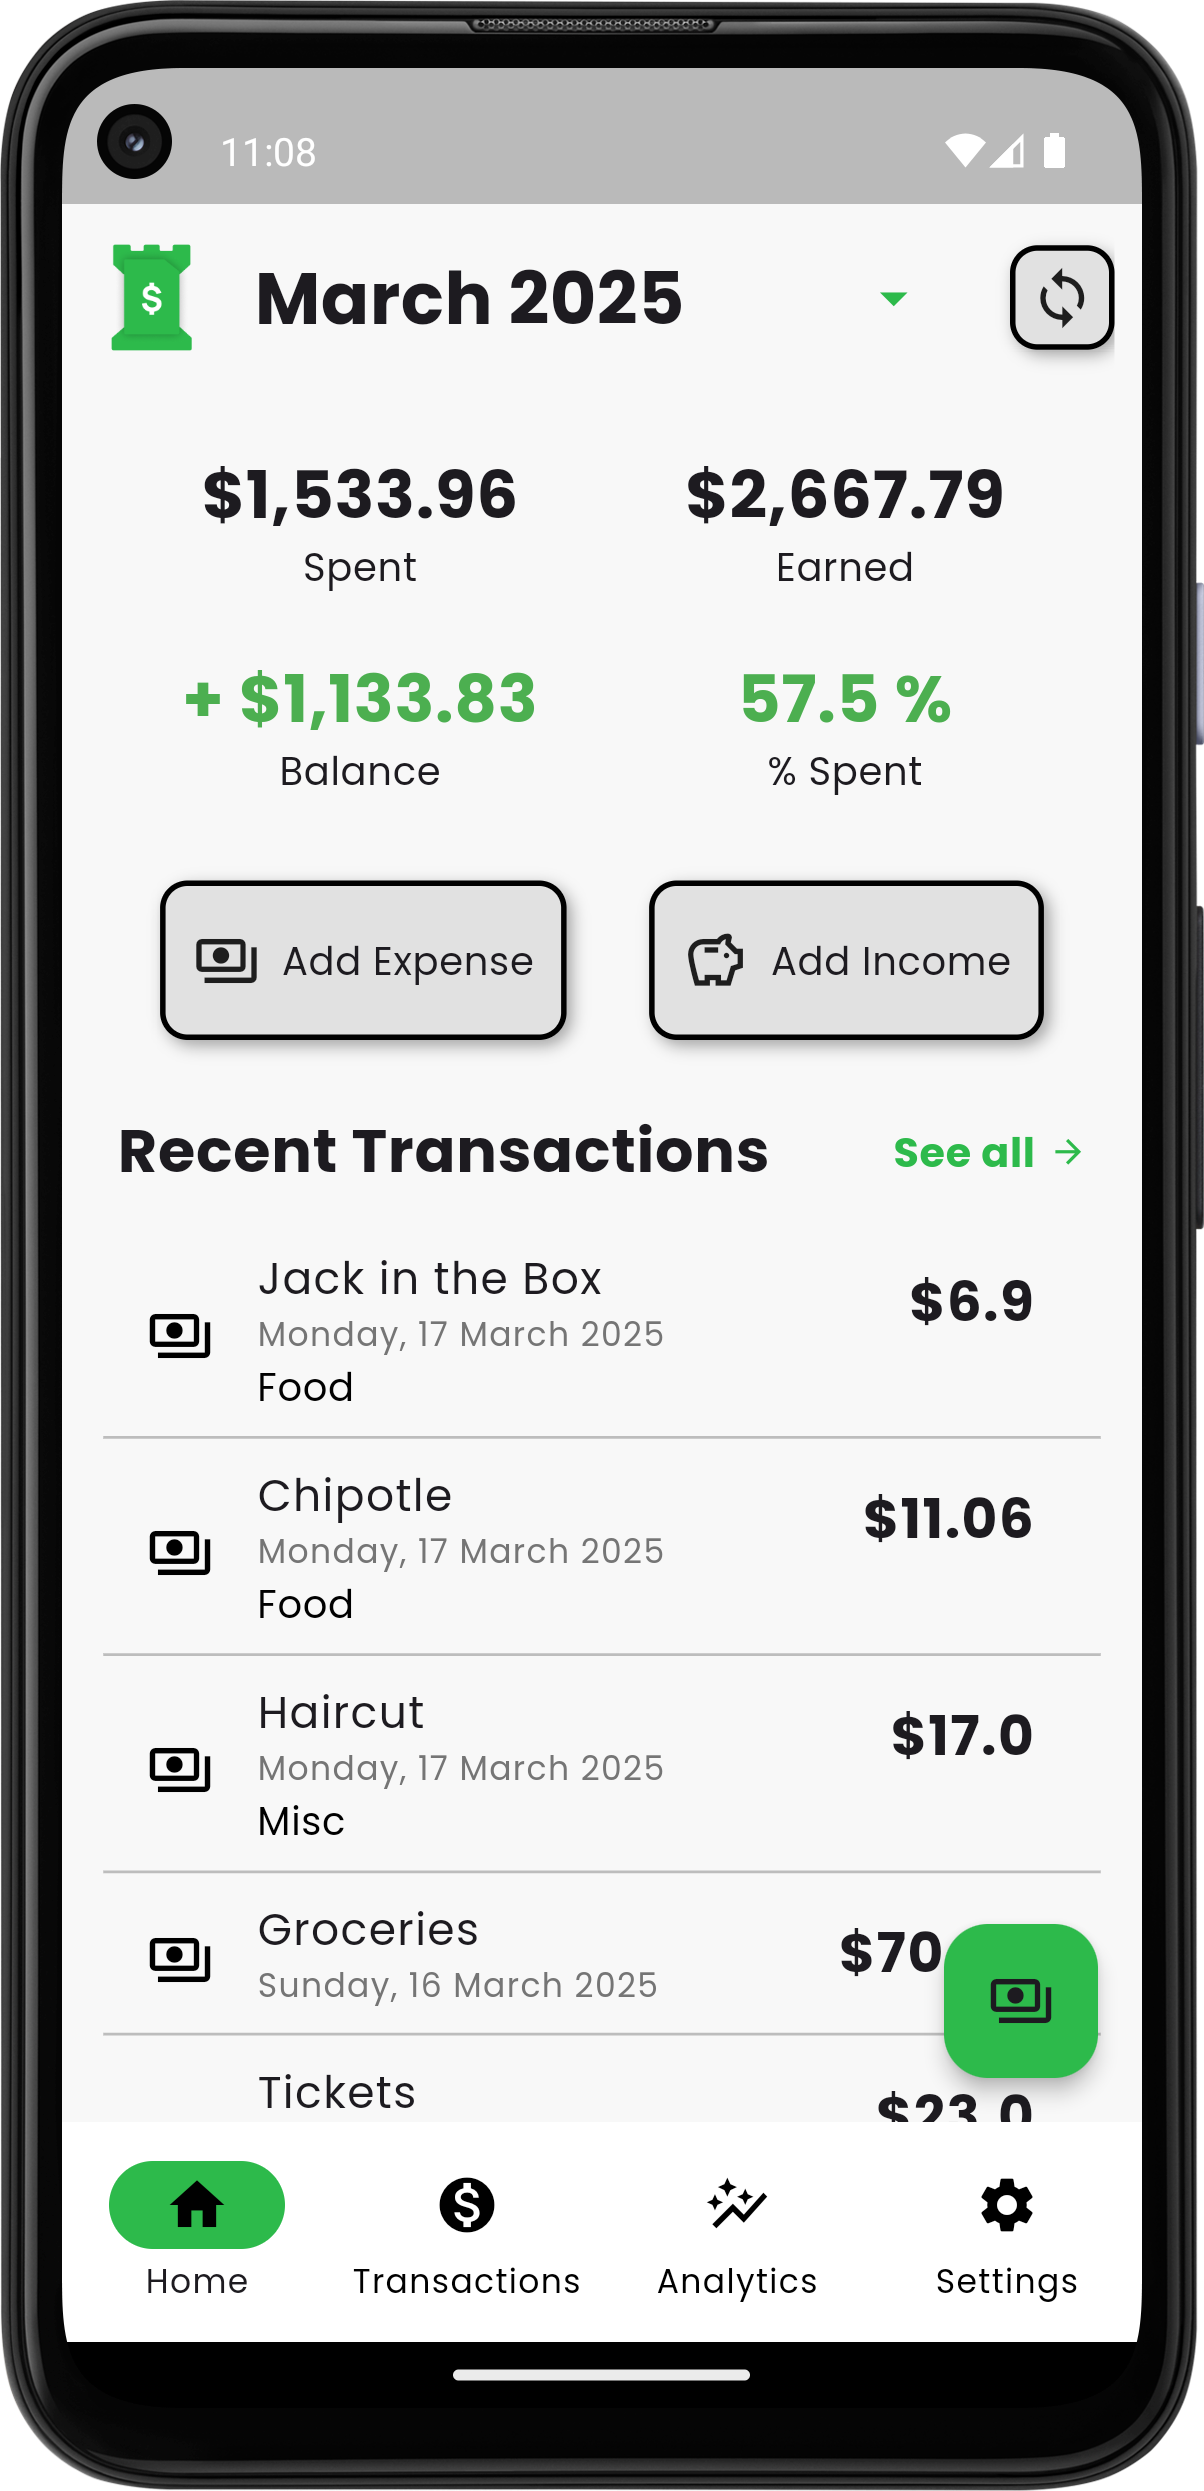 11:08
$
March 2025
$1,533.96
$2,667.79
Spent
Earned
+ $1,133.83
57.5 %
Balance
% Spent
Add Expense
Add Income
Recent Transactions
See all →
Jack in the Box
$6.9
Monday, 17 March 2025
Food
Chipotle
$11.06
Monday, 17 March 2025
Food
Haircut
$17.0
Monday, 17 March 2025
Misc
Groceries
$70
Sunday, 16 March 2025
Tickets
$23.0
Home
Transactions
Analytics
Settings